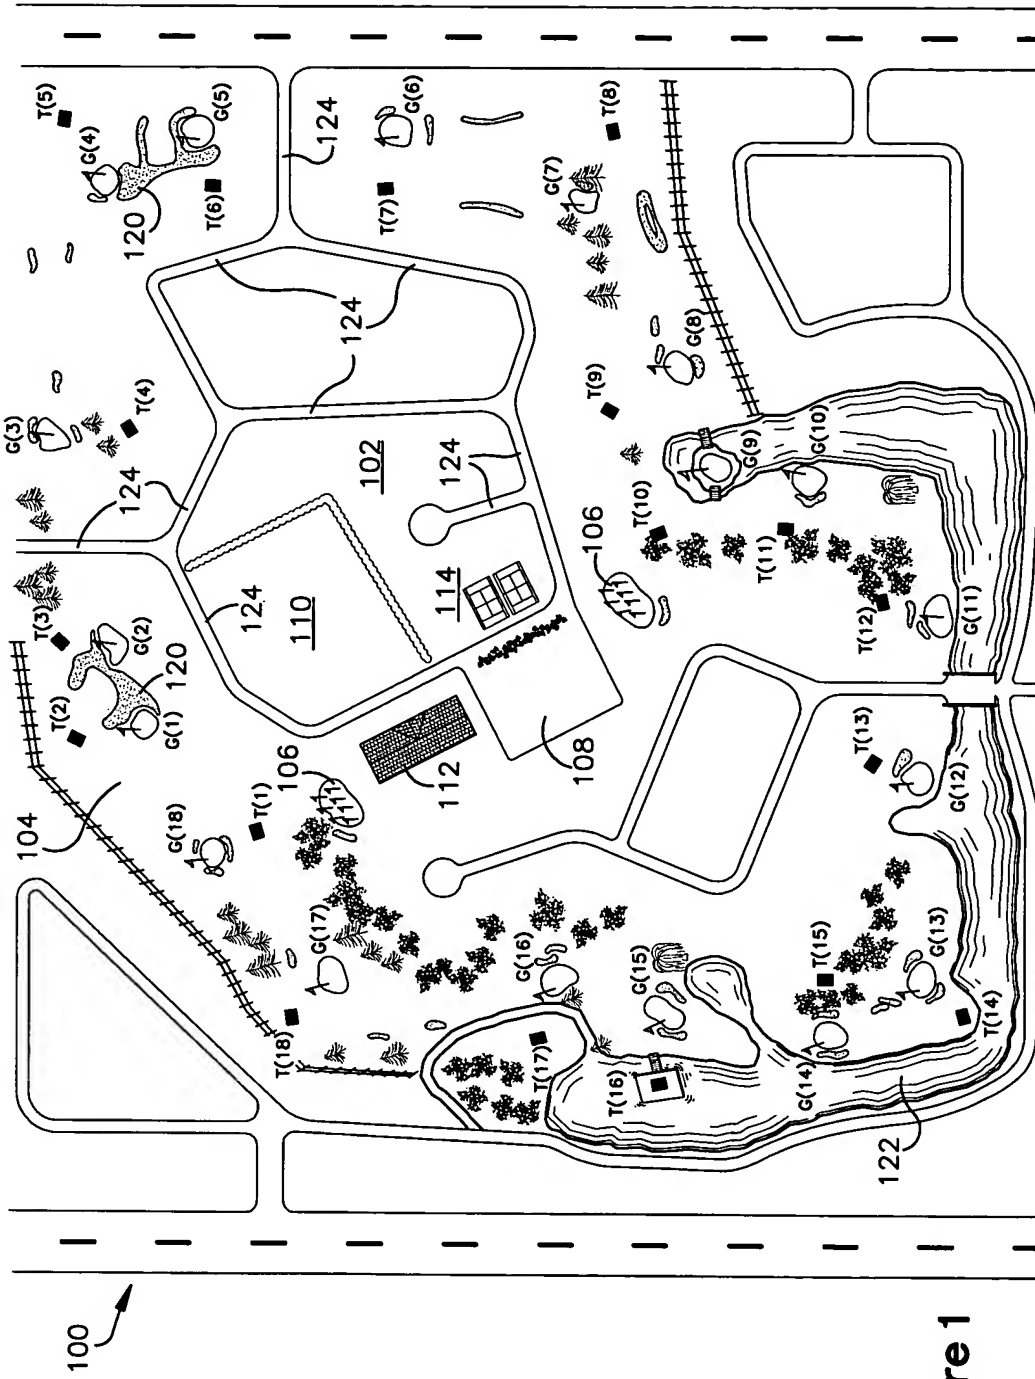 100
104
T(5)
G(4)
G(5)
120
T(6)
124
G(6)
T(7)
T(8)
G(7)
G(3)
T(4)
124
124
T(9)
G(8)
102
124
T(10)
G(9)
G(10)
T(3)
G(2)
T(2)
120
G(1)
124
110
114
106
T(11)
T(12)
G(11)
112
108
T(1)
106
G(18)
T(13)
G(12)
G(17)
G(16)
G(15)
T(15)
G(13)
T(18)
T(17)
T(16)
G(14)
T(14)
122
re 1